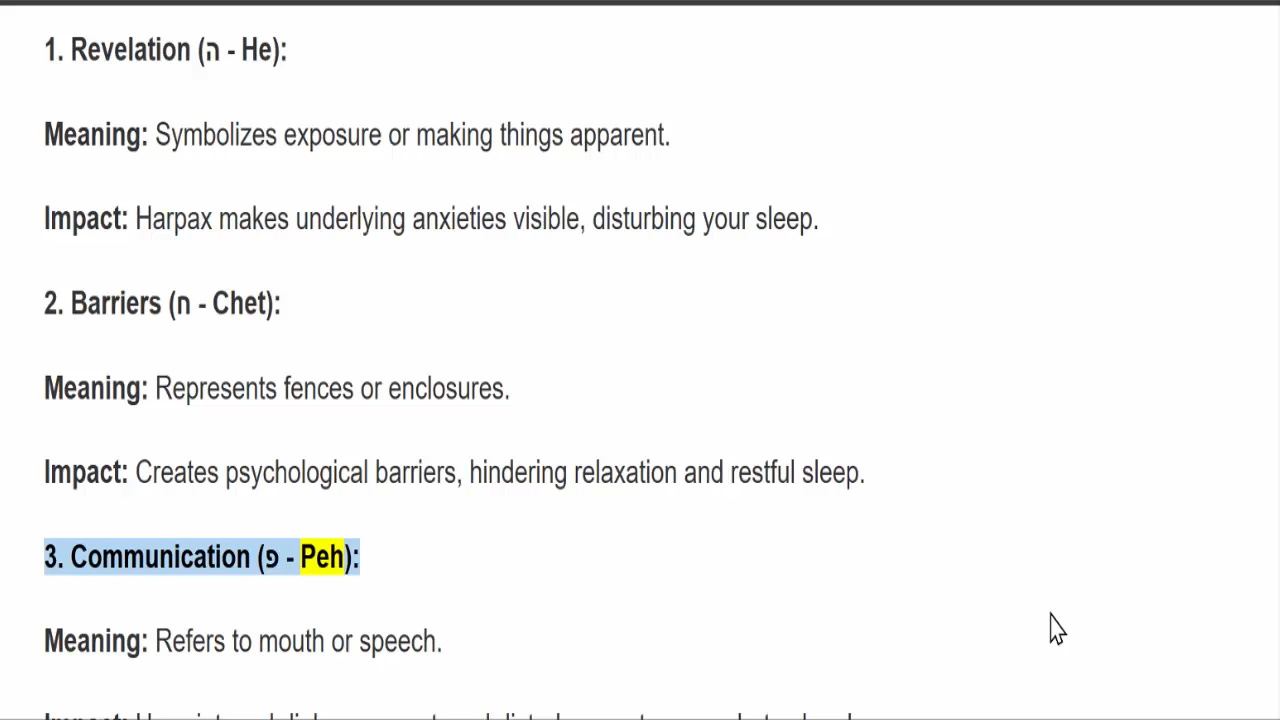 1. Revelation (ה - He):
Meaning: Symbolizes exposure or making things apparent.
Impact: Harpax makes underlying anxieties visible, disturbing your sleep.
2. Barriers (ח - Chet):
Meaning: Represents fences or enclosures.
Impact: Creates psychological barriers, hindering relaxation and restful sleep.
3. Communication (פ - Peh):
Meaning: Refers to mouth or speech.
Impact: